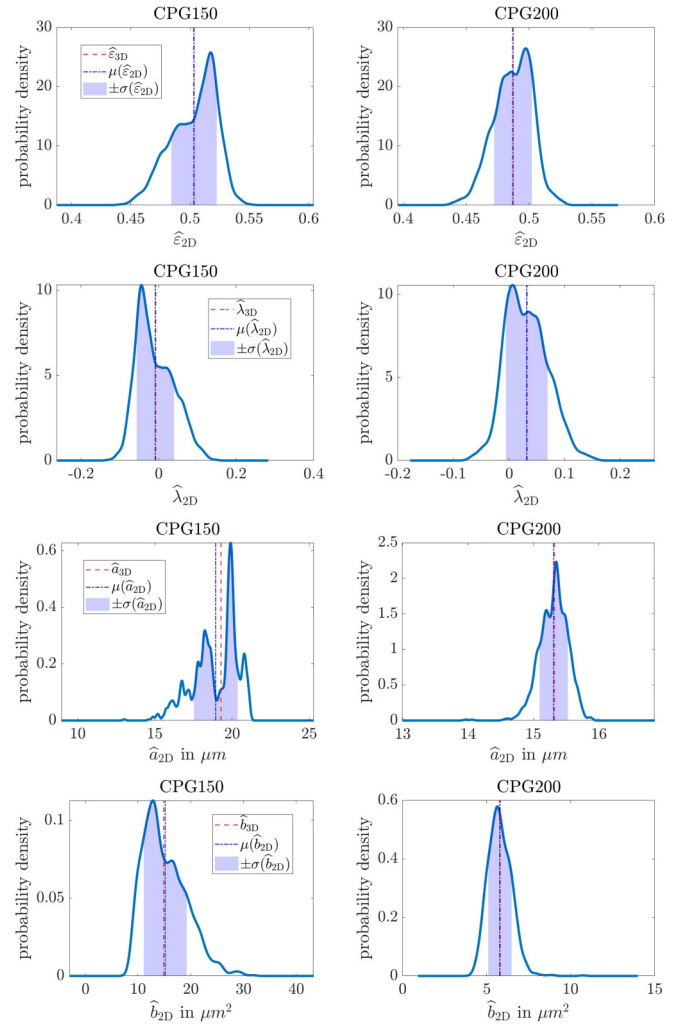 CPG150
CPG200
probability density
30
20
10
0
0.4
0.45
0.5
0.55
0.6
ε̂3D
μ(ε̂2D)
±σ(ε̂2D)
ε̂2D
probability density
30
20
10
0
0.4
0.45
0.5
0.55
0.6
ε̂2D
CPG150
CPG200
probability density
10
5
0
-0.2
0
0.2
0.4
λ̂3D
μ(λ̂2D)
±σ(λ̂2D)
λ̂2D
probability density
10
5
0
-0.2
-0.1
0
0.1
0.2
λ̂2D
CPG150
CPG200
probability density
0.6
0.4
0.2
0
10
15
20
25
â3D
μ(â2D)
±σ(â2D)
â2D in μm
probability density
2.5
2
1.5
1
0.5
0
13
14
15
16
â2D in μm
CPG150
CPG200
probability density
0.1
0.05
0
0
10
20
30
40
b̂3D
μ(b̂2D)
±σ(b̂2D)
b̂2D in μm²
probability density
0.6
0.4
0.2
0
0
5
10
15
b̂2D in μm²